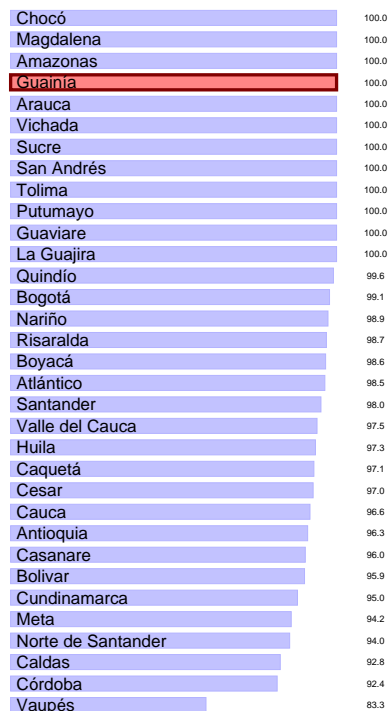 Chocó 100.0
Magdalena 100.0
Amazonas 100.0
Guainía 100.0
Arauca 100.0
Vichada 100.0
Sucre 100.0
San Andrés 100.0
Tolima 100.0
Putumayo 100.0
Guaviare 100.0
La Guajira 100.0
Quindío 99.6
Bogotá 99.1
Nariño 98.9
Risaralda 98.7
Boyacá 98.6
Atlántico 98.5
Santander 98.0
Valle del Cauca 97.5
Huila 97.3
Caquetá 97.1
Cesar 97.0
Cauca 96.6
Antioquia 96.3
Casanare 96.0
Bolivar 95.9
Cundinamarca 95.0
Meta 94.2
Norte de Santander 94.0
Caldas 92.8
Córdoba 92.4
Vaupés 83.3